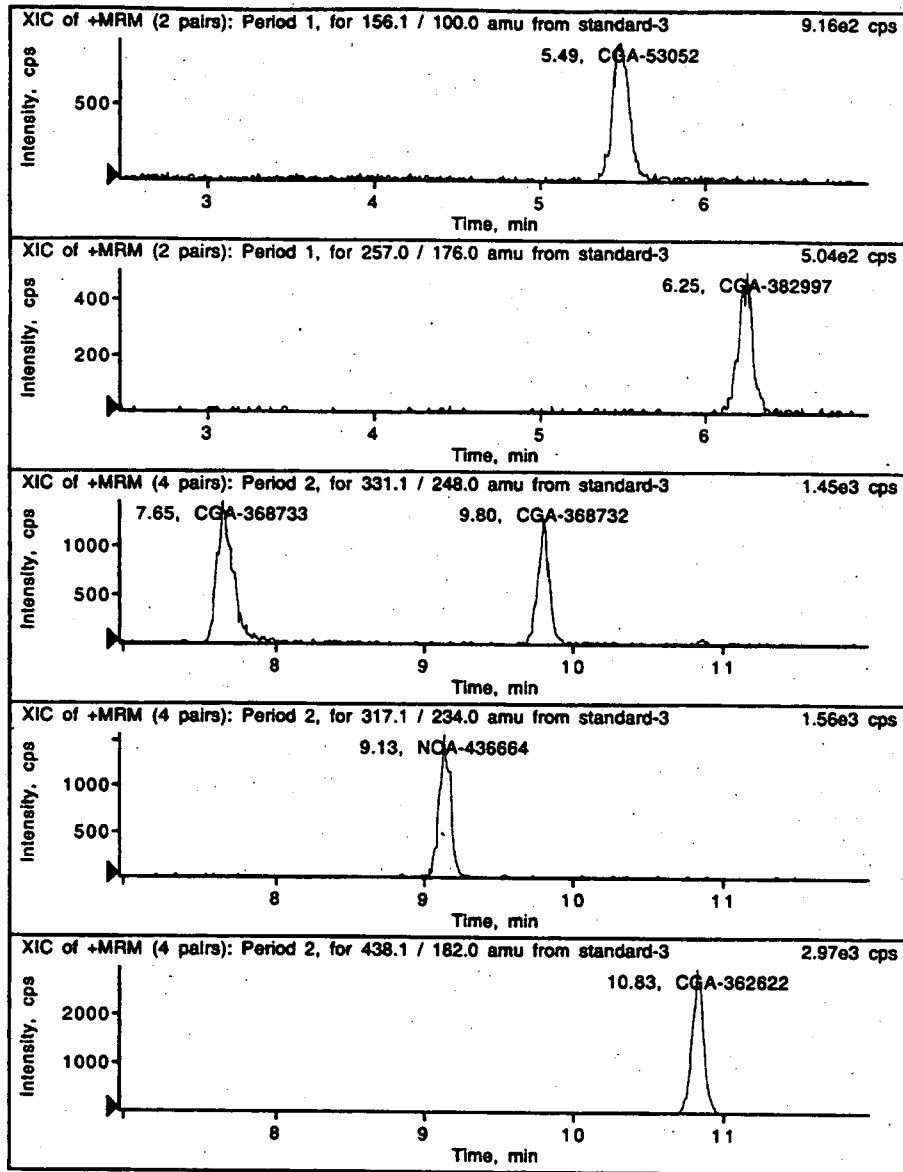 XIC of +MRM (2 pairs): Period 1, for 156.1 / 100.0 amu from standard-3 9.16e2 cps
5.49, CGA-53052
Intensity, cps
500
3 4 5 6
Time, min
XIC of +MRM (2 pairs): Period 1, for 257.0 / 176.0 amu from standard-3 5.04e2 cps
6.25, CGA-382997
Intensity, cps
400
200
3 4 5 6
Time, min
XIC of +MRM (4 pairs): Period 2, for 331.1 / 248.0 amu from standard-3 1.45e3 cps
7.65, CGA-368733 9.80, CGA-368732
Intensity, cps
1000
500
8 9 10 11
Time, min
XIC of +MRM (4 pairs): Period 2, for 317.1 / 234.0 amu from standard-3 1.56e3 cps
9.13, NOA-436664
Intensity, cps
1000
500
8 9 10 11
Time, min
XIC of +MRM (4 pairs): Period 2, for 438.1 / 182.0 amu from standard-3 2.97e3 cps
10.83, CGA-362622
Intensity, cps
2000
1000
8 9 10 11
Time, min